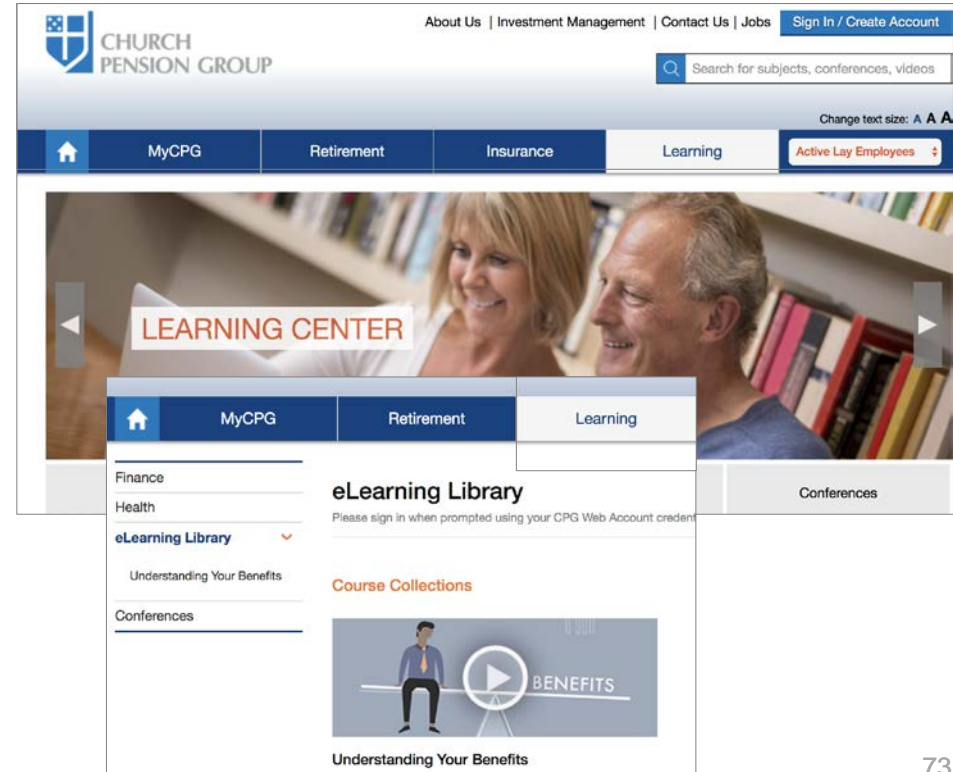 About Us | Investment Management | Contact Us | Jobs
Sign In / Create Account
CHURCH
PENSION GROUP
Search for subjects, conferences, videos
Change text size: A A A
MyCPG
Retirement
Insurance
Learning
Active Lay Employees
LEARNING CENTER
Conferences
MyCPG
Retirement
Learning
Finance
Health
eLearning Library
Understanding Your Benefits
Conferences
eLearning Library
Please sign in when prompted using your CPG Web Account credent
Course Collections
BENEFITS
Understanding Your Benefits
73